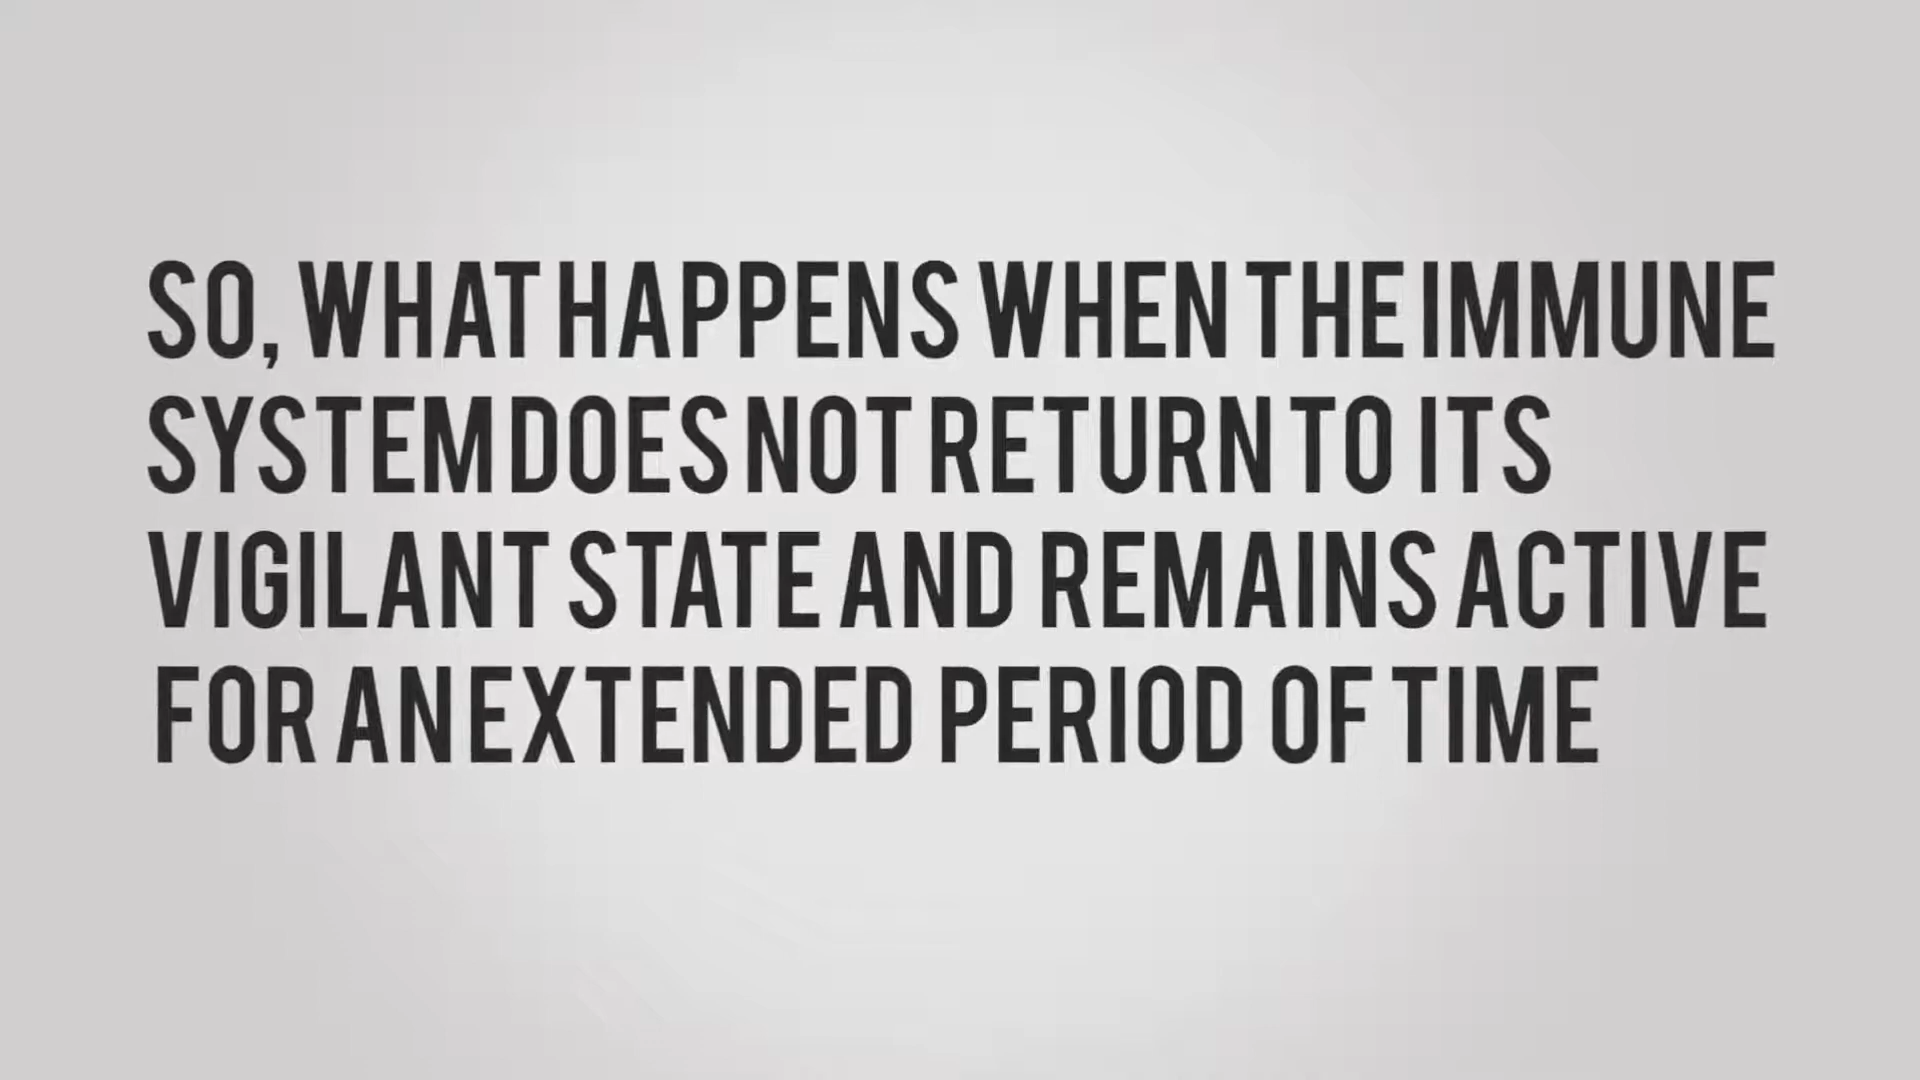 SO, WHAT HAPPENS WHEN THE IMMUNE
SYSTEM DOES NOT RETURN TO ITS
VIGILANT STATE AND REMAINS ACTIVE
FOR AN EXTENDED PERIOD OF TIME